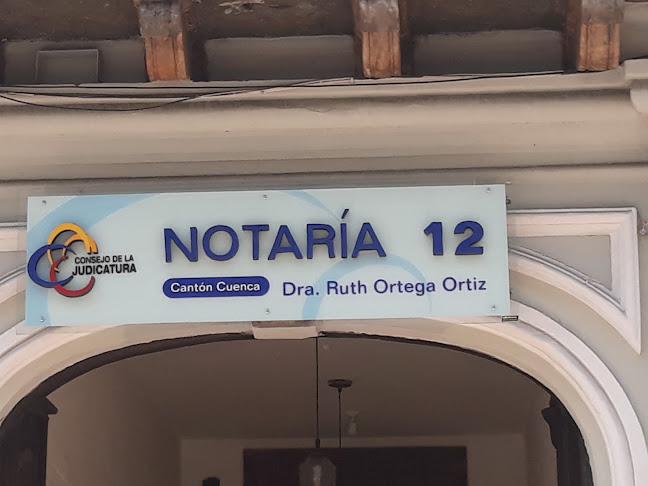 CONSEJO DE LA
JUDICATURA
NOTARÍA 12
Cantón Cuenca
Dra. Ruth Ortega Ortiz